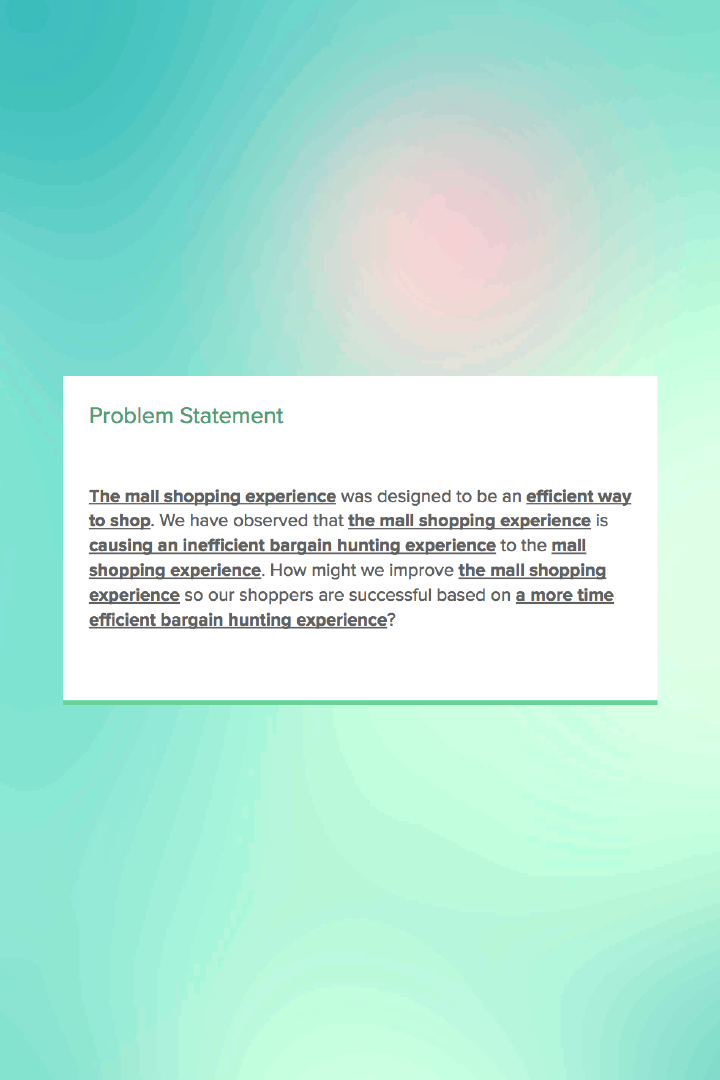 Problem Statement
The mall shopping experience was designed to be an efficient way
to shop. We have observed that the mall shopping experience is
causing an inefficient bargain hunting experience to the mall
shopping experience. How might we improve the mall shopping
experience so our shoppers are successful based on a more time
efficient bargain hunting experience?